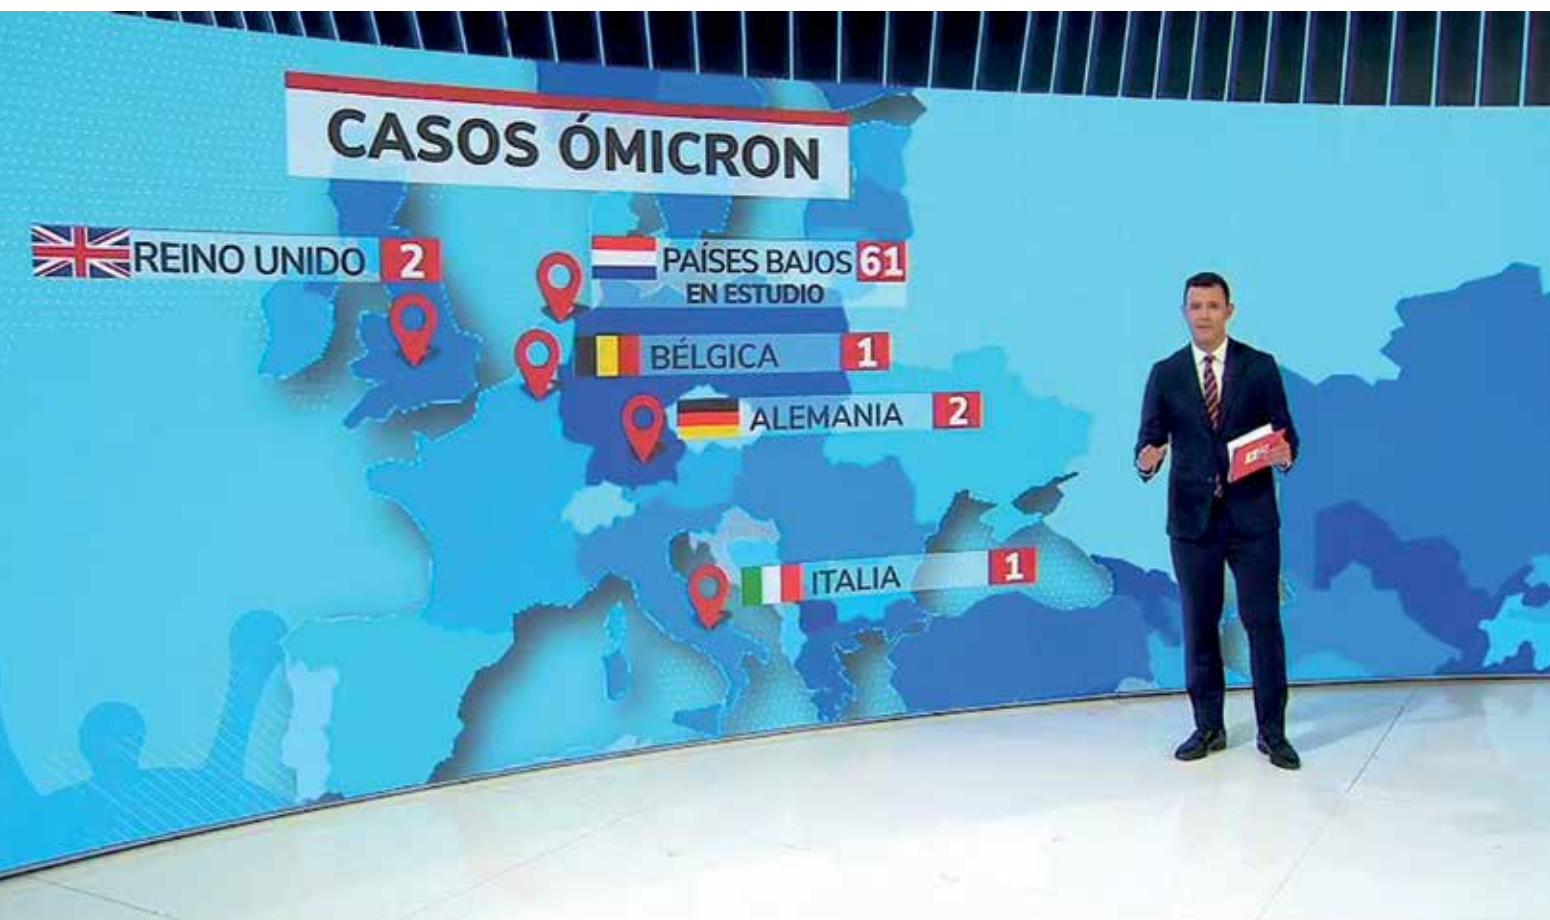 CASOS ÓMICRON
REINO UNIDO 2
PAÍSES BAJOS 61
EN ESTUDIO
BÉLGICA 1
ALEMANIA 2
ITALIA 1